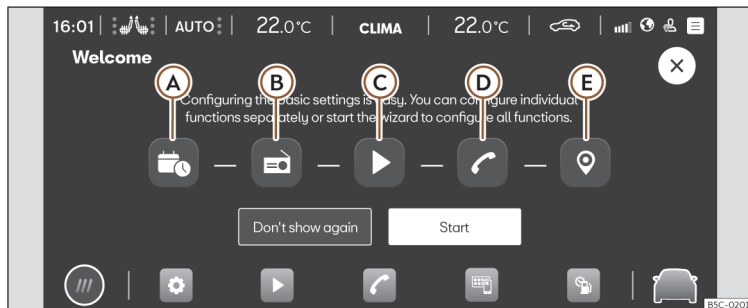 16:01 AUTO 22.0°C CLIMA 22.0°C
Welcome
A B C D E
Configuring the basic settings is easy. You can configure individual
functions separately or start the wizard to configure all functions.
Don't show again Start
B5C-0201